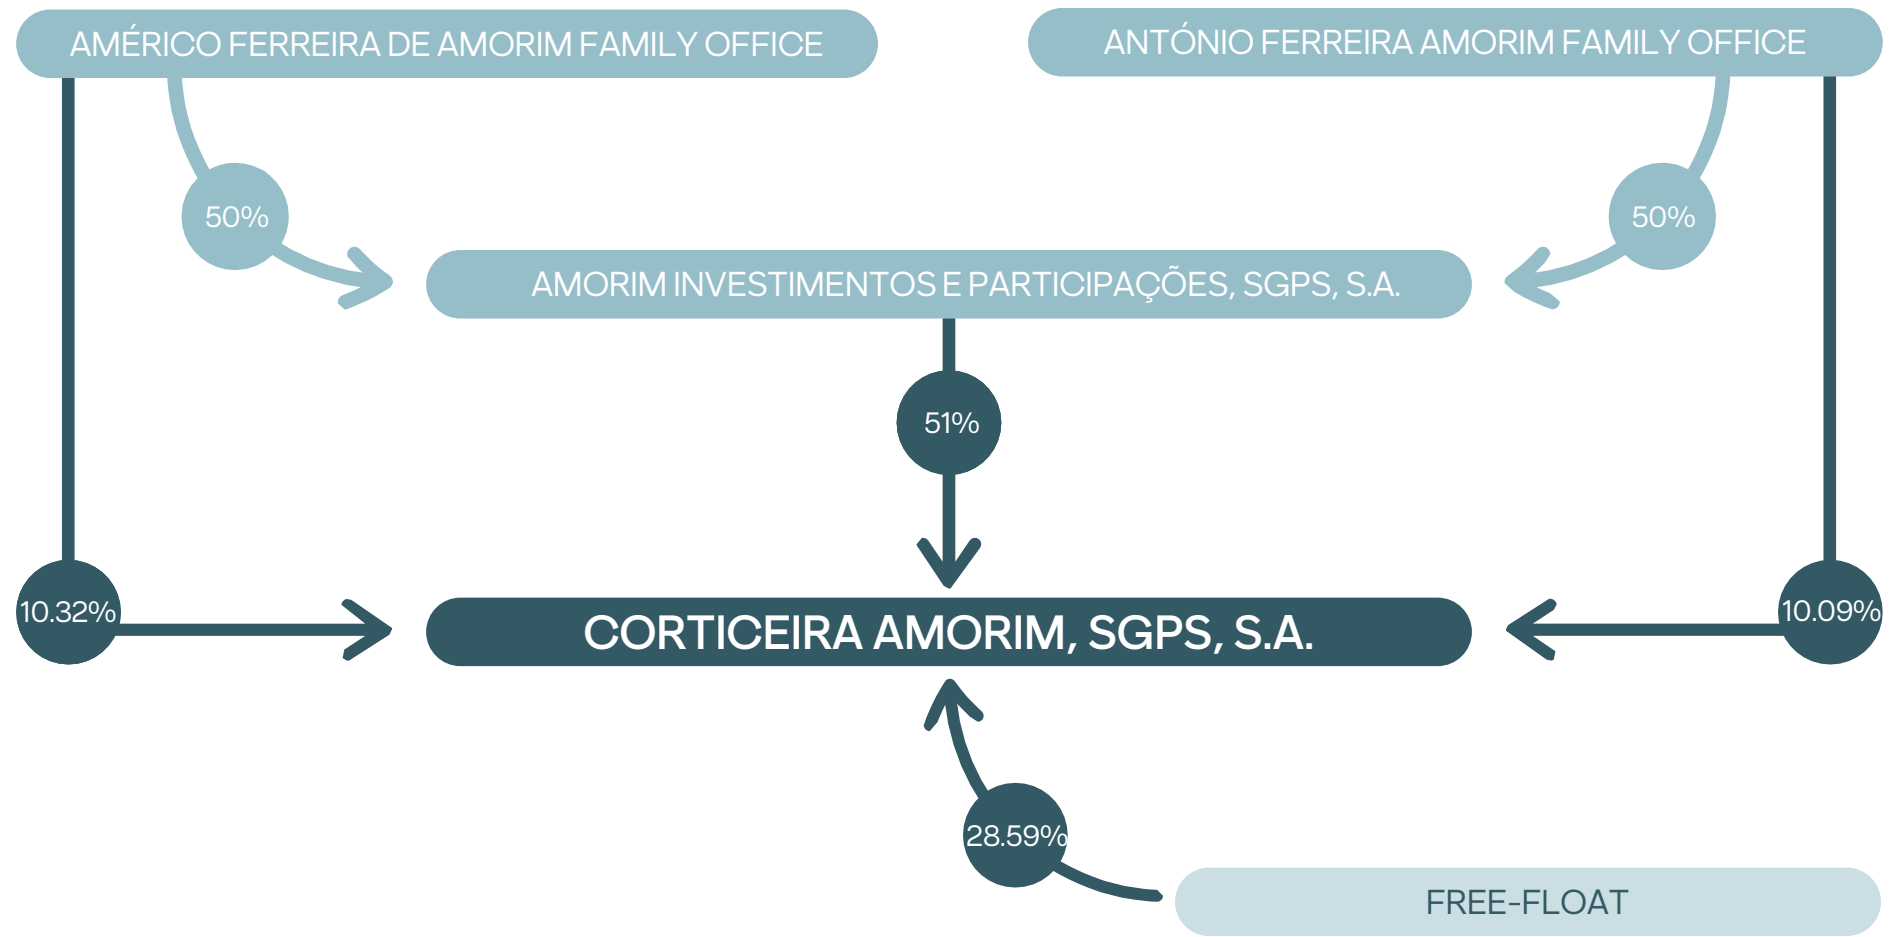 AMÉRICO FERREIRA DE AMORIM FAMILY OFFICE
ANTÓNIO FERREIRA AMORIM FAMILY OFFICE
50%
50%
AMORIM INVESTIMENTOS E PARTICIPAÇÕES, SGPS, S.A.
51%
10.32%
10.09%
CORTICEIRA AMORIM, SGPS, S.A.
28.59%
FREE-FLOAT